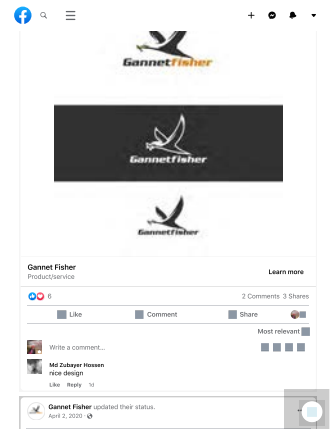 Gannetfisher
Gannetfisher
Gannetfisher
Gannet Fisher
Product/service
Learn more
6
2 Comments 3 Shares
Like
Comment
Share
Most relevant
Write a comment...
Md Zubayer Hossen
nice design
Like Reply 1d
Gannet Fisher updated their status.
April 2, 2020 ·